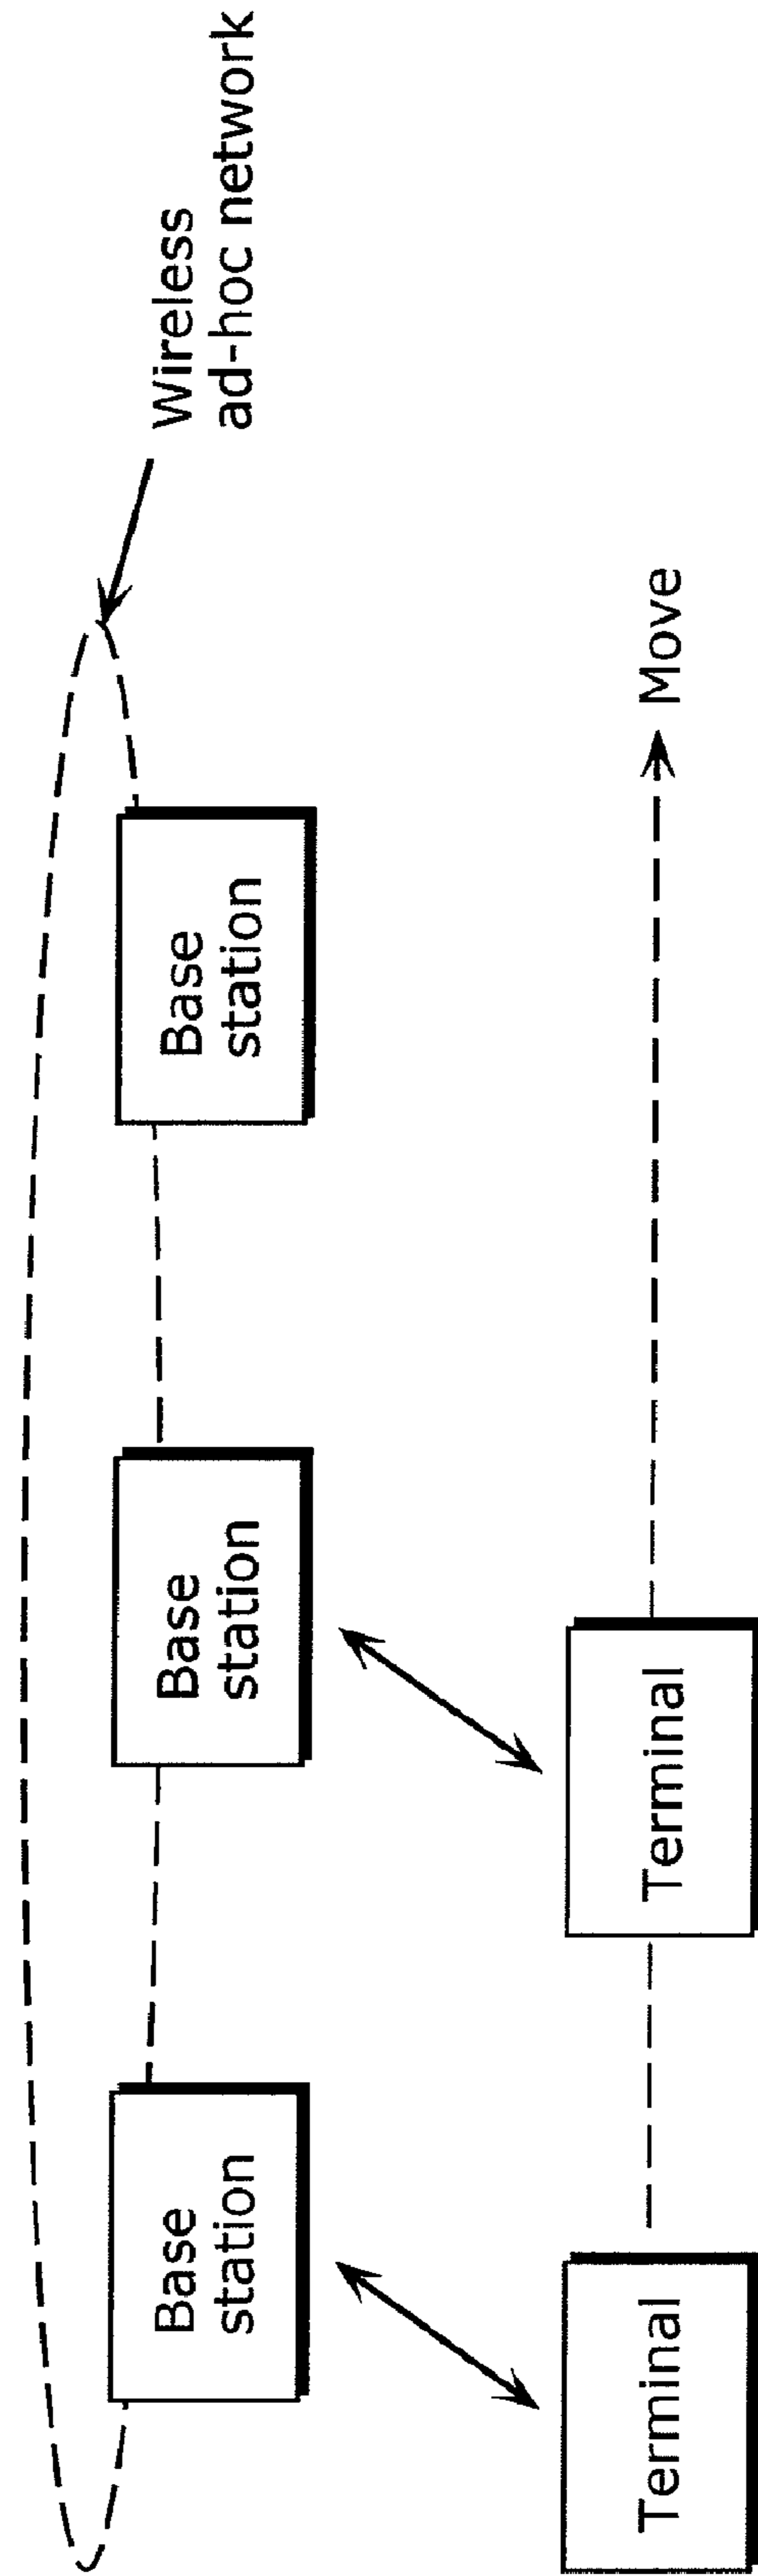 Wireless
ad-hoc network
Base
station
Base
station
Base
station
Terminal
Terminal
Move